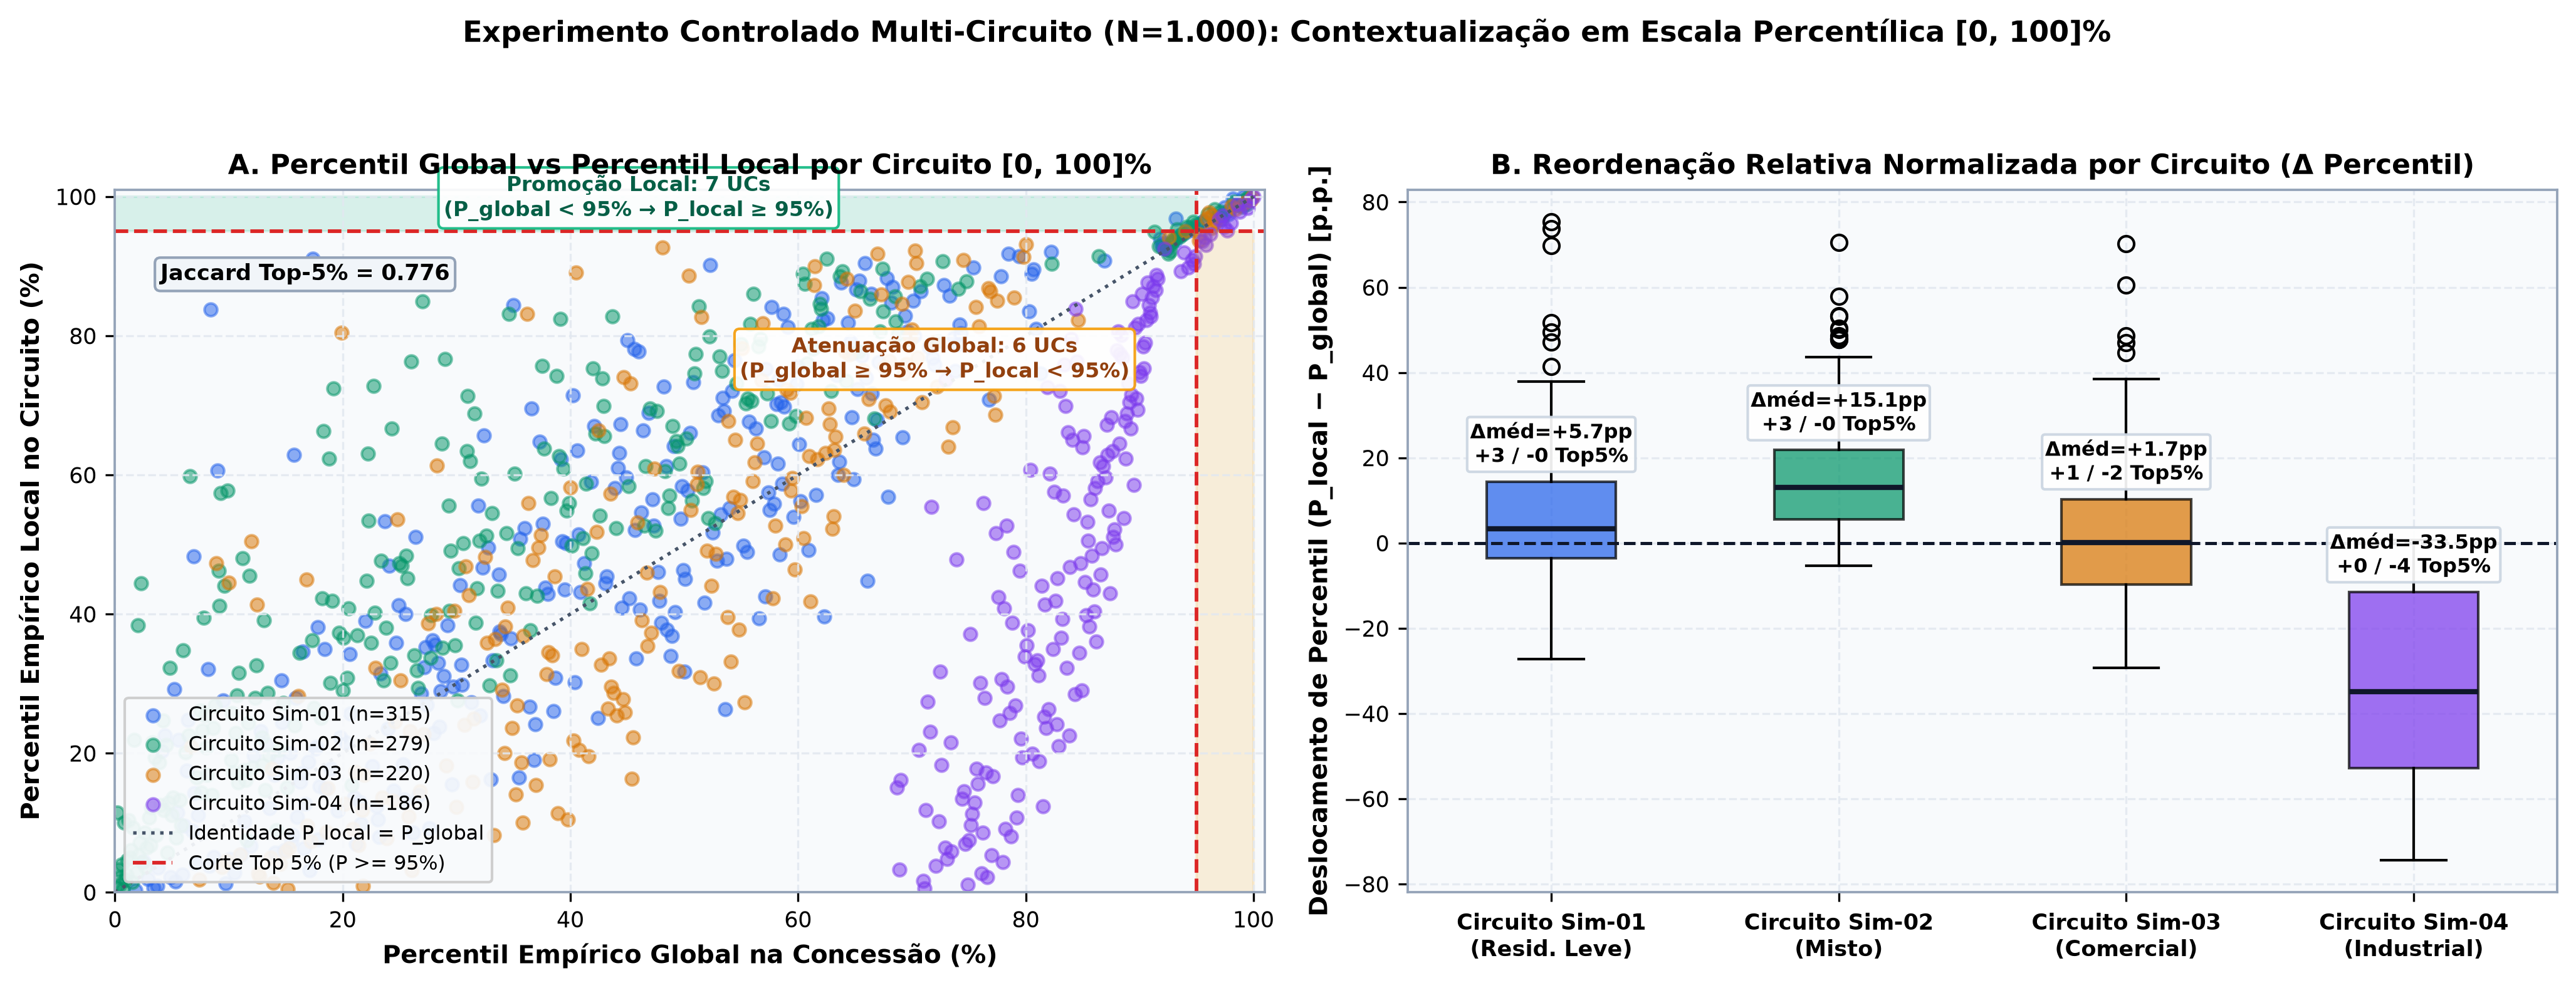 Experimento Controlado Multi-Circuito (N=1.000): Contextualização em Escala Percentílica [0, 100]%
A. Percentil Global vs Percentil Local por Circuito [0, 100]%
Promoção Local: 7 UCs
(P_global < 95% → P_local ≥ 95%)
Jaccard Top-5% = 0.776
Atenuação Global: 6 UCs
(P_global ≥ 95% → P_local < 95%)
Percentil Empírico Local no Circuito (%)
100
80
60
40
20
0
Circuito Sim-01 (n=315)
Circuito Sim-02 (n=279)
Circuito Sim-03 (n=220)
Circuito Sim-04 (n=186)
Identidade P_local = P_global
Corte Top 5% (P >= 95%)
0 20 40 60 80 100
Percentil Empírico Global na Concessão (%)
B. Reordenação Relativa Normalizada por Circuito (Δ Percentil)
Deslocamento de Percentil (P_local − P_global) [p.p.]
80
60
40
20
0
−20
−40
−60
−80
Δméd=+5.7pp
+3 / -0 Top5%
Δméd=+15.1pp
+3 / -0 Top5%
Δméd=+1.7pp
+1 / -2 Top5%
Δméd=-33.5pp
+0 / -4 Top5%
Circuito Sim-01
(Resid. Leve)
Circuito Sim-02
(Misto)
Circuito Sim-03
(Comercial)
Circuito Sim-04
(Industrial)